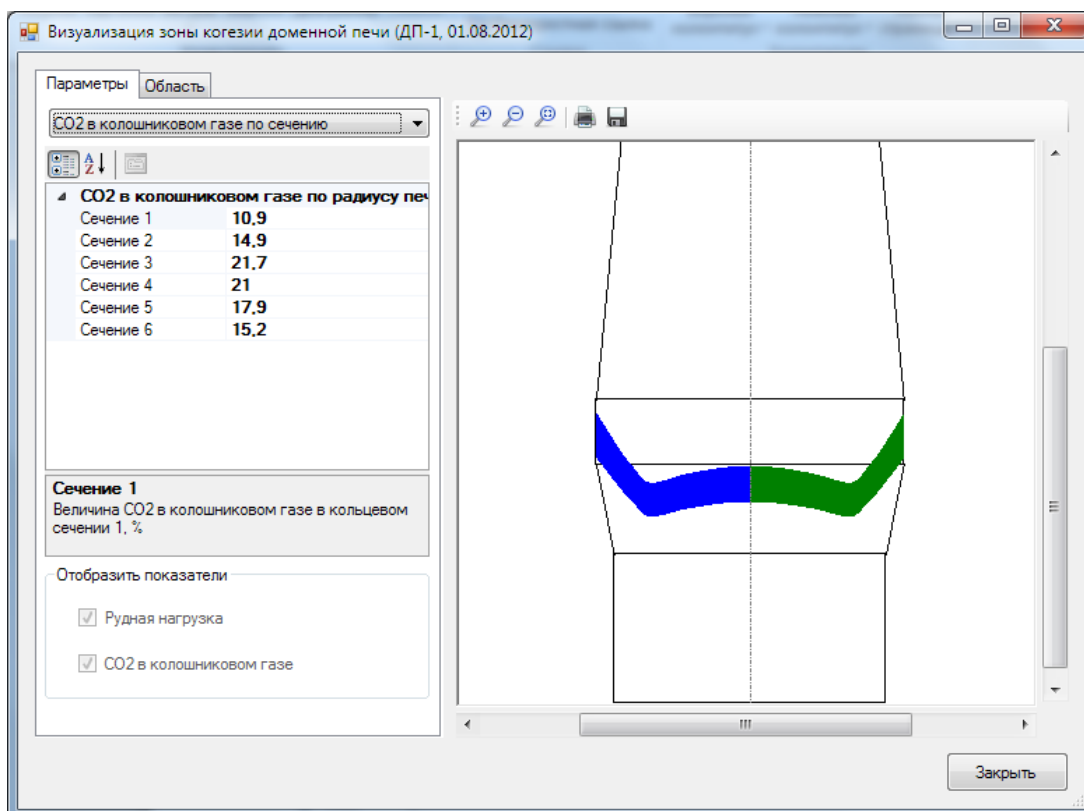 Визуализация зоны когезии доменной печи (ДП-1, 01.08.2012)
Параметры
Область
CO2 в колошниковом газе по сечению
CO2 в колошниковом газе по радиусу печ
Сечение 1 10,9
Сечение 2 14,9
Сечение 3 21,7
Сечение 4 21
Сечение 5 17,9
Сечение 6 15,2
Сечение 1
Величина CO2 в колошниковом газе в кольцевом
сечении 1, %
Отобразить показатели
Рудная нагрузка
CO2 в колошниковом газе
Закрыть